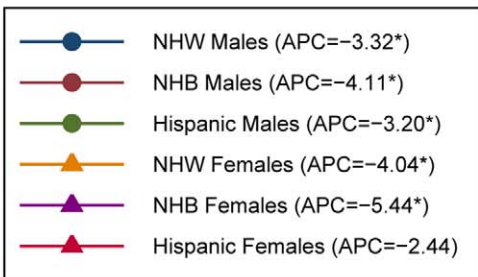 NHW Males (APC=−3.32*)
NHB Males (APC=−4.11*)
Hispanic Males (APC=−3.20*)
NHW Females (APC=−4.04*)
NHB Females (APC=−5.44*)
Hispanic Females (APC=−2.44)